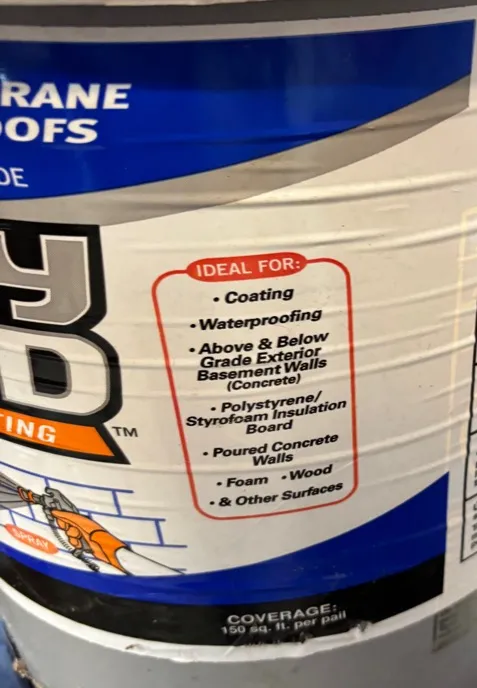 RANE
OOFS
DE
Y
D
TING
TM
IDEAL FOR:
• Coating
• Waterproofing
• Above & Below
Grade Exterior
Basement Walls
(Concrete)
• Polystyrene/
Styrofoam Insulation
Board
• Poured Concrete
Walls
• Foam • Wood
• & Other Surfaces
SPRAY
COVERAGE:
150 sq. ft. per pail